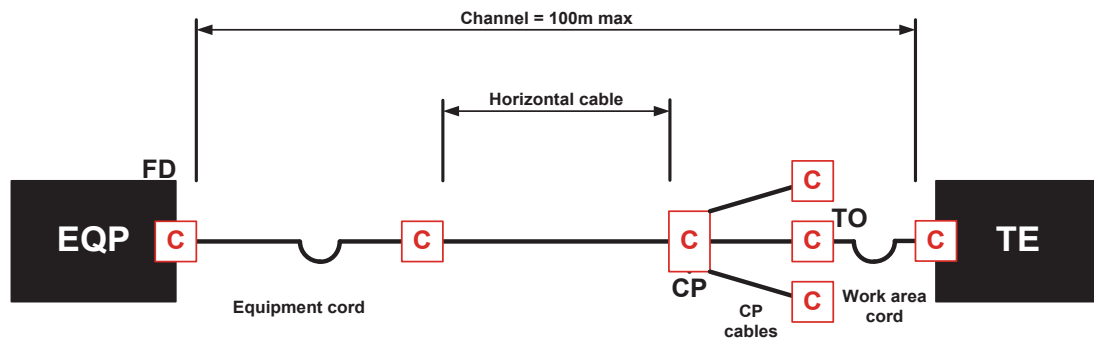 Channel = 100m max
Horizontal cable
FD
EQP
C
C
C
C
C
C
C
TO
TE
CP
Equipment cord
CP
cables
Work area
cord